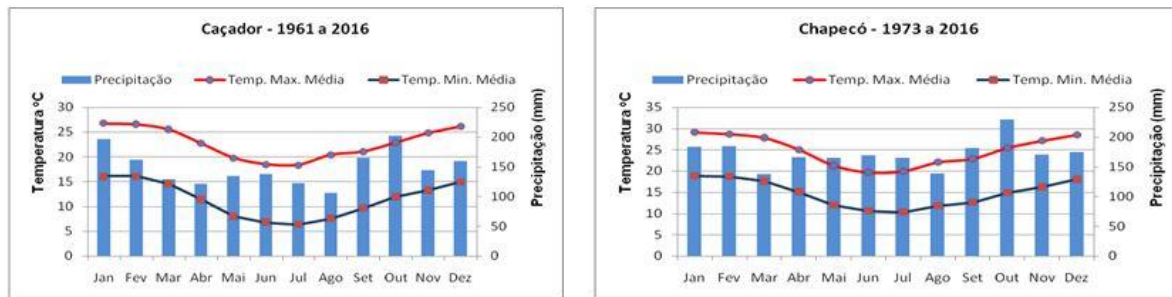 Caçador - 1961 a 2016
Precipitação Temp. Max. Média Temp. Min. Média
Temperatura ºC
Precipitação (mm)
30
25
20
15
10
5
0
250
200
150
100
50
0
Jan Fev Mar Abr Mai Jun Jul Ago Set Out Nov Dez
Chapecó - 1973 a 2016
Precipitação Temp. Max. Média Temp. Min. Média
Temperatura ºC
Precipitação (mm)
35
30
25
20
15
10
5
0
250
200
150
100
50
0
Jan Fev Mar Abr Mai Jun Jul Ago Set Out Nov Dez